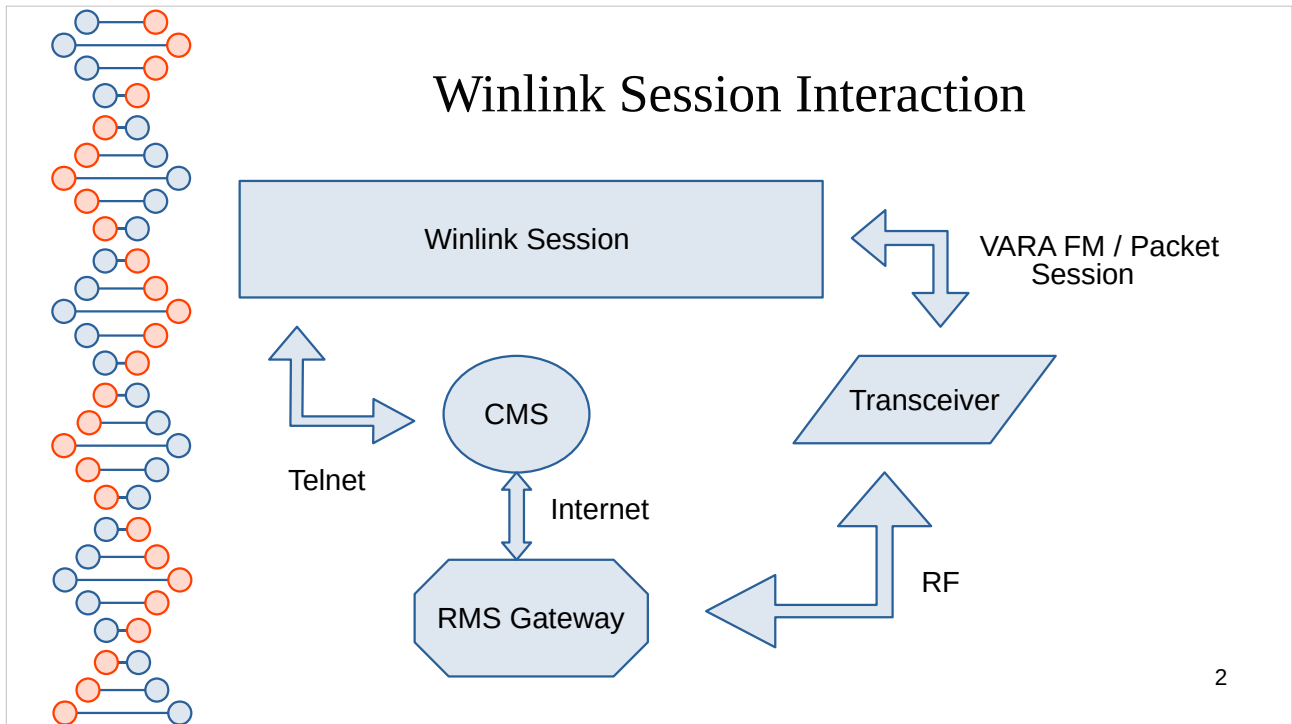 Winlink Session Interaction
Winlink Session
VARA FM / Packet
Session
CMS
Transceiver
Telnet
Internet
RF
RMS Gateway
2